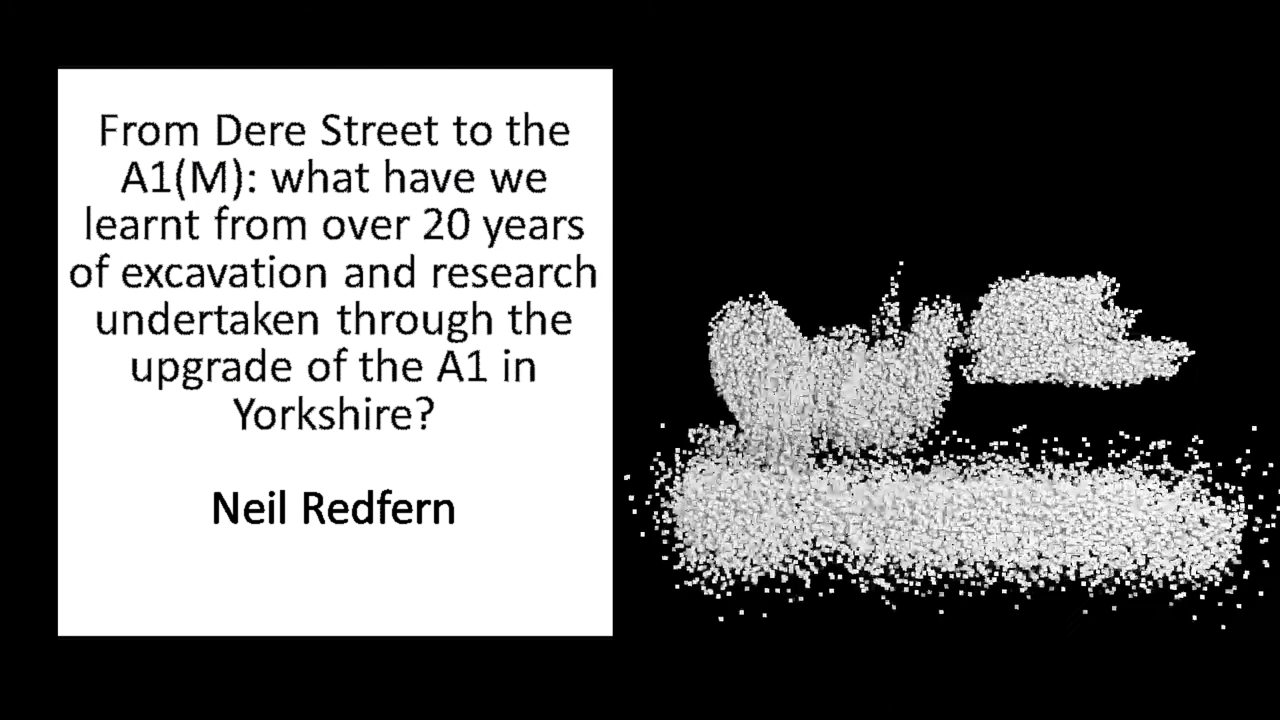 From Dere Street to the
A1(M): what have we
learnt from over 20 years
of excavation and research
undertaken through the
upgrade of the A1 in
Yorkshire?
Neil Redfern